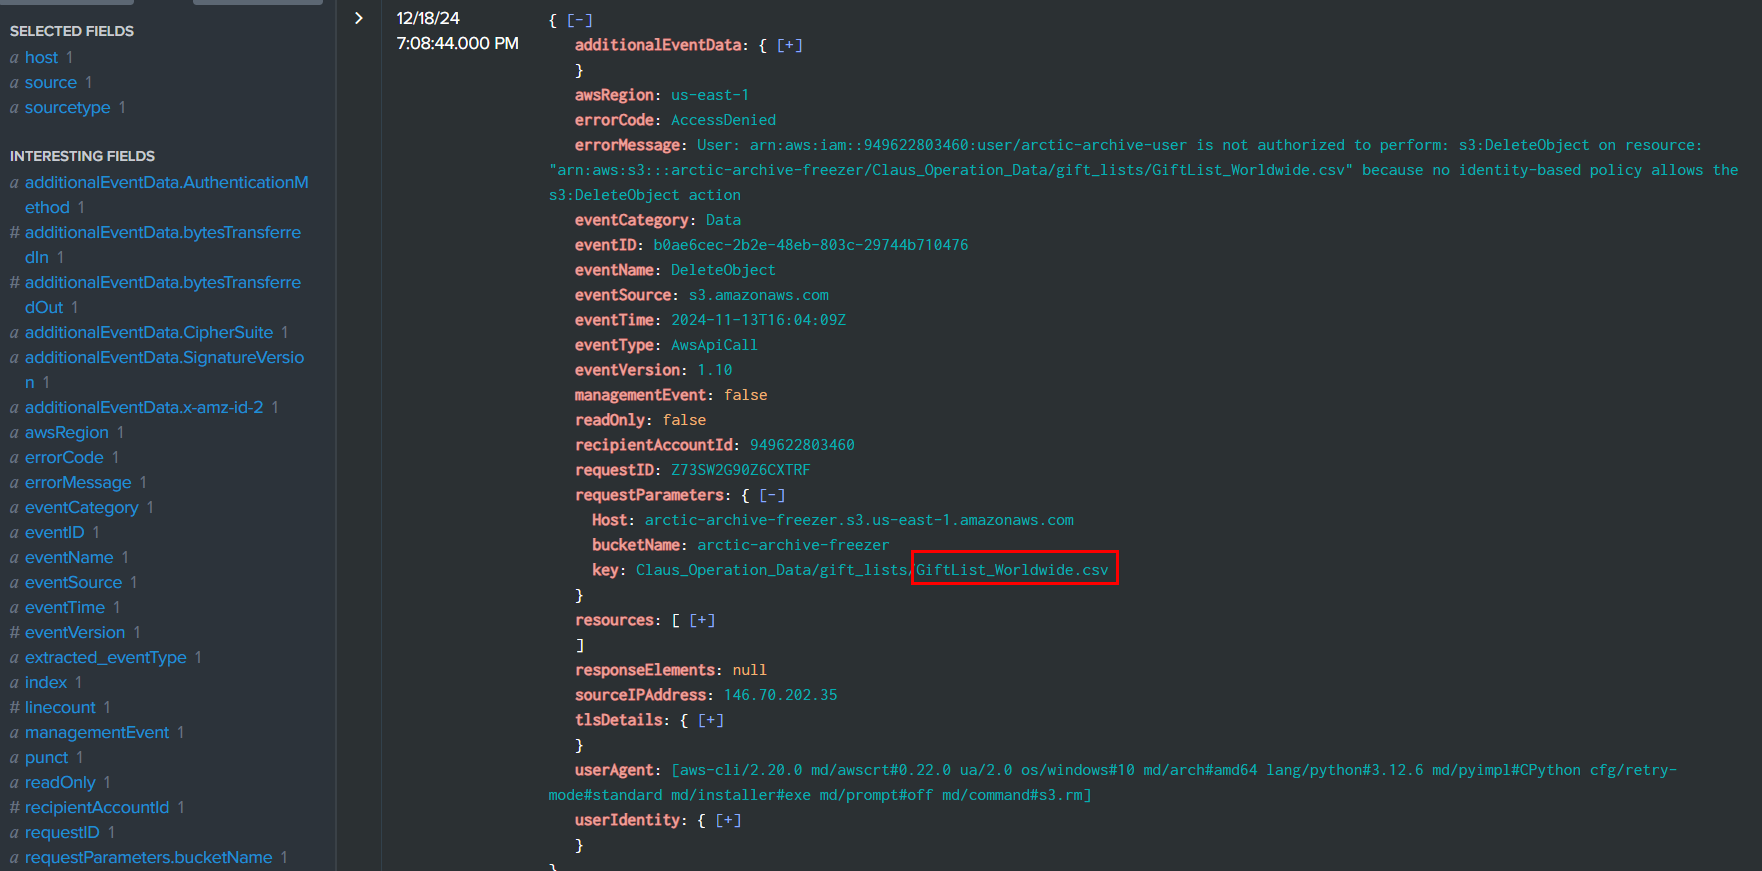 SELECTED FIELDS
a host 1
a source 1
a sourcetype 1
INTERESTING FIELDS
a additionalEventData.AuthenticationM
ethod 1
# additionalEventData.bytesTransferre
dIn 1
# additionalEventData.bytesTransferre
dOut 1
a additionalEventData.CipherSuite 1
a additionalEventData.SignatureVersio
n 1
a additionalEventData.x-amz-id-2 1
a awsRegion 1
a errorCode 1
a errorMessage 1
a eventCategory 1
a eventID 1
a eventName 1
a eventSource 1
a eventTime 1
# eventVersion 1
a extracted_eventType 1
a index 1
# linecount 1
a managementEvent 1
a punct 1
a readOnly 1
# recipientAccountId 1
a requestID 1
a requestParameters.bucketName 1
12/18/24
7:08:44.000 PM
{ [-]
additionalEventData: { [+]
}
awsRegion: us-east-1
errorCode: AccessDenied
errorMessage: User: arn:aws:iam::949622803460:user/arctic-archive-user is not authorized to perform: s3:DeleteObject on resource:
"arn:aws:s3:::arctic-archive-freezer/Claus_Operation_Data/gift_lists/GiftList_Worldwide.csv" because no identity-based policy allows the
s3:DeleteObject action
eventCategory: Data
eventID: b0ae6cec-2b2e-48eb-803c-29744b710476
eventName: DeleteObject
eventSource: s3.amazonaws.com
eventTime: 2024-11-13T16:04:09Z
eventType: AwsApiCall
eventVersion: 1.10
managementEvent: false
readOnly: false
recipientAccountId: 949622803460
requestID: Z73SW2G90Z6CXTRF
requestParameters: { [-]
Host: arctic-archive-freezer.s3.us-east-1.amazonaws.com
bucketName: arctic-archive-freezer
key: Claus_Operation_Data/gift_lists/GiftList_Worldwide.csv
}
resources: [ [+]
]
responseElements: null
sourceIPAddress: 146.70.202.35
tlsDetails: { [+]
}
userAgent: [aws-cli/2.20.0 md/awscrt#0.22.0 ua/2.0 os/windows#10 md/arch#amd64 lang/python#3.12.6 md/pyimpl#CPython cfg/retry-
mode#standard md/installer#exe md/prompt#off md/command#s3.rm]
userIdentity: { [+]
}
}